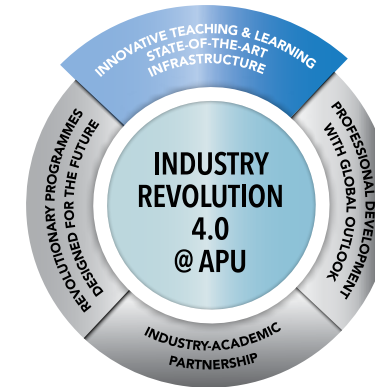 INNOVATIVE TEACHING & LEARNING
STATE-OF-THE-ART
INFRASTRUCTURE
PROFESSIONAL DEVELOPMENT
WITH GLOBAL OUTLOOK
INDUSTRY-ACADEMIC
PARTNERSHIP
REVOLUTIONARY PROGRAMMES
DESIGNED FOR THE FUTURE
INDUSTRY
REVOLUTION
4.0
@ APU